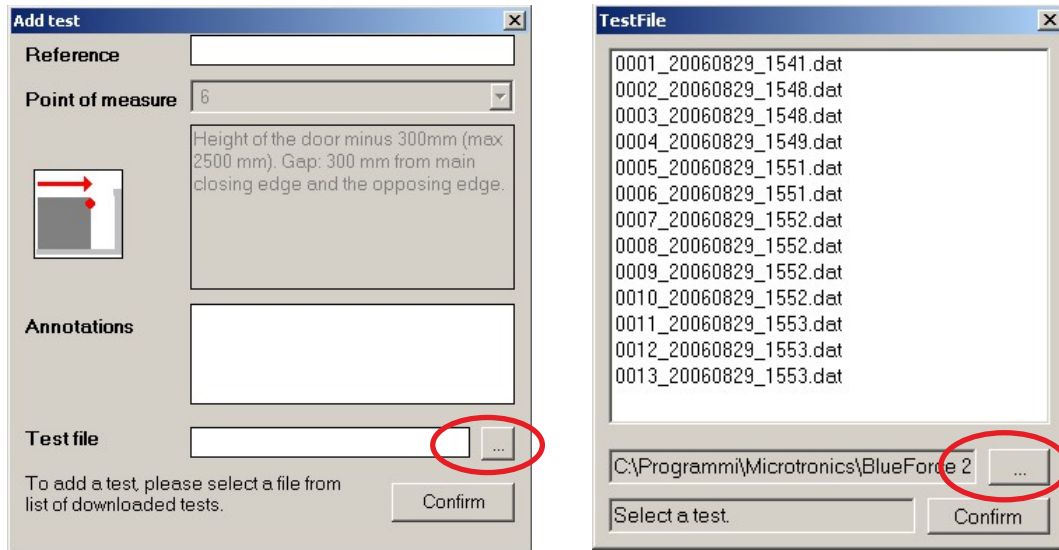 Add test
Reference
Point of measure 6
Height of the door minus 300mm (max
2500 mm). Gap: 300 mm from main
closing edge and the opposing edge.
Annotations
Test file ...
To add a test, please select a file from
list of downloaded tests.
Confirm
TestFile
0001_20060829_1541.dat
0002_20060829_1548.dat
0003_20060829_1548.dat
0004_20060829_1549.dat
0005_20060829_1551.dat
0006_20060829_1551.dat
0007_20060829_1552.dat
0008_20060829_1552.dat
0009_20060829_1552.dat
0010_20060829_1552.dat
0011_20060829_1553.dat
0012_20060829_1553.dat
0013_20060829_1553.dat
C:\Programmi\Microtronics\BlueForce 2 ...
Select a test.
Confirm